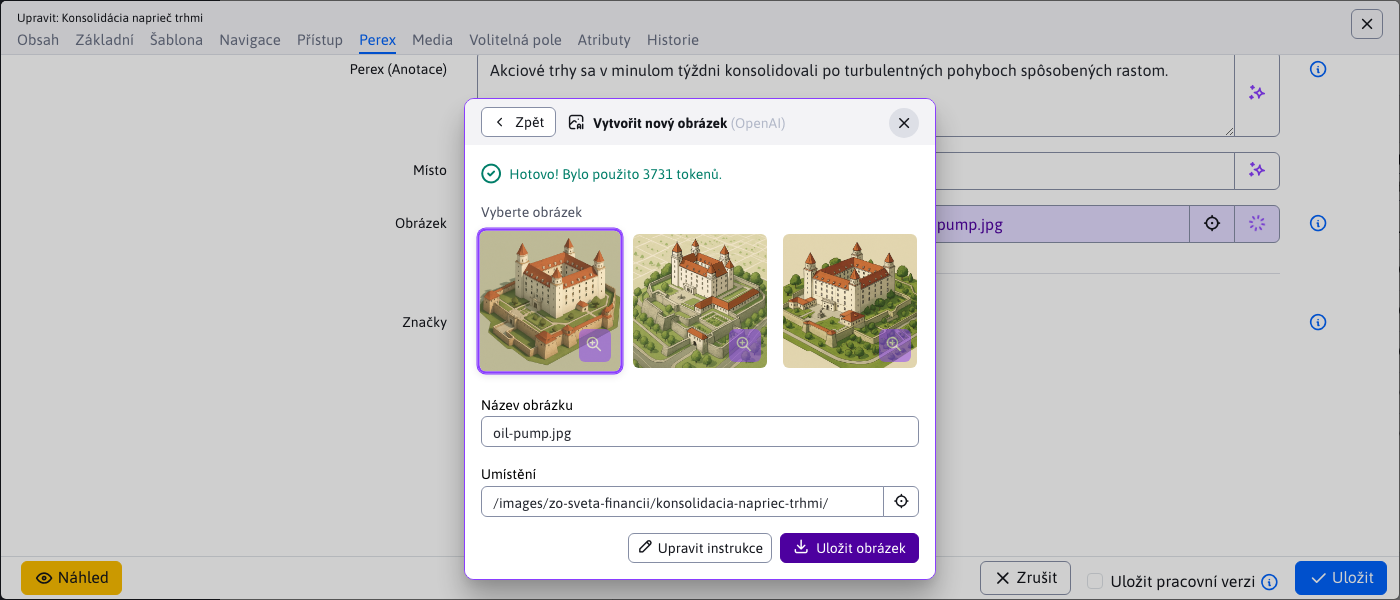 Upravit: Konsolidácia naprieč trhmi
Obsah Základní Šablona Navigace Přístup Perex Media Volitelná pole Atributy Historie
Perex (Anotace)
Akciové trhy sa v minulom týždni konsolidovali po turbulentných pohyboch spôsobených rastom.
Zpět
Vytvořit nový obrázek (OpenAI)
Hotovo! Bylo použito 3731 tokenů.
Místo
Vyberte obrázek
Obrázek
pump.jpg
Značky
Název obrázku
oil-pump.jpg
Umístění
/images/zo-sveta-financii/konsolidacia-napriec-trhmi/
Upravit instrukce
Uložit obrázek
Náhled
Zrušit
Uložit pracovní verzi
Uložit